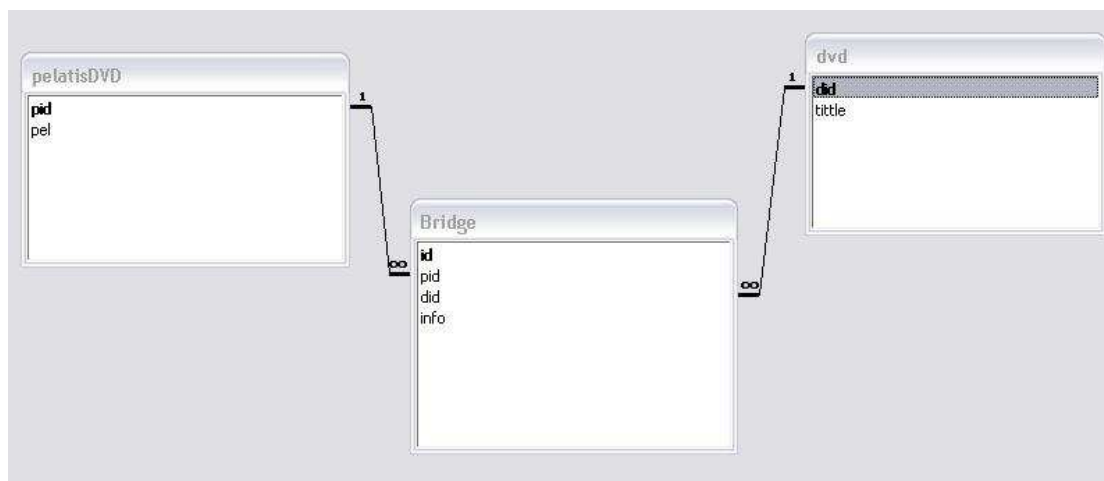 pelatisDVD
pid
pel
1
∞
Bridge
id
pid
did
info
∞
1
dvd
did
tittle